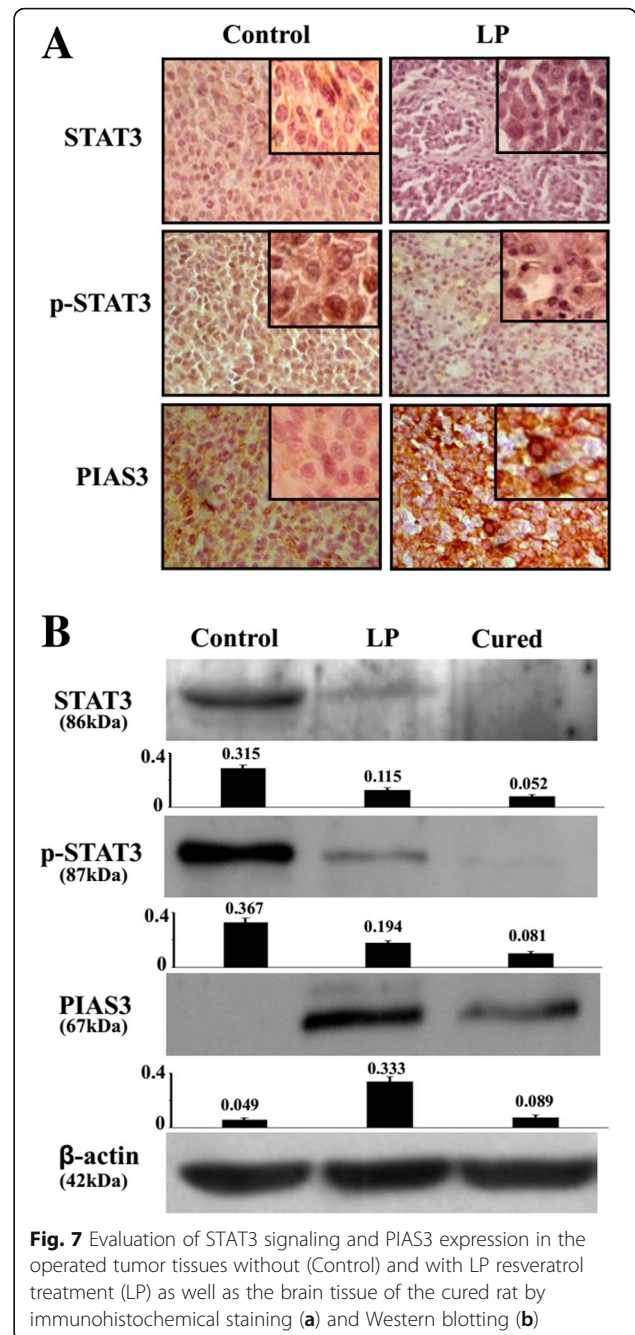 A
Control LP
STAT3
p-STAT3
PIAS3
B
Control LP Cured
STAT3
(86kDa)
0.4
0
0.315 0.115 0.052
p-STAT3
(87kDa)
0.4
0
0.367 0.194 0.081
PIAS3
(67kDa)
0.4
0
0.049 0.333 0.089
β-actin
(42kDa)
Fig. 7 Evaluation of STAT3 signaling and PIAS3 expression in the
operated tumor tissues without (Control) and with LP resveratrol
treatment (LP) as well as the brain tissue of the cured rat by
immunohistochemical staining (a) and Western blotting (b)